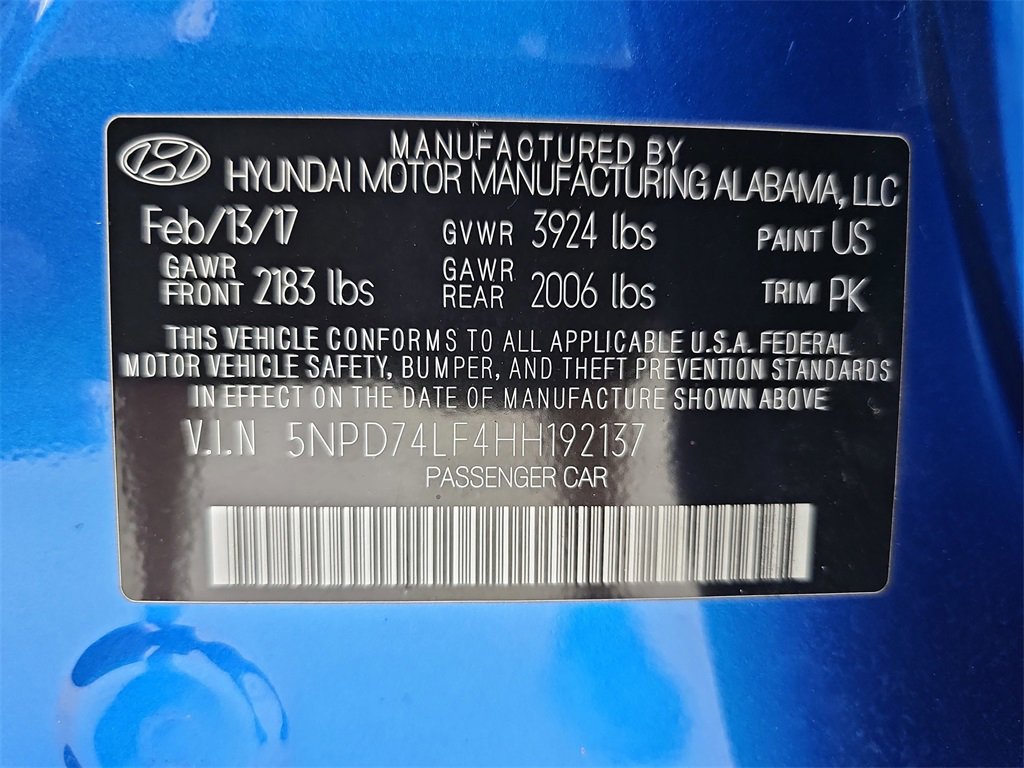 MANUFACTURED BY
HYUNDAI MOTOR MANUFACTURING ALABAMA, LLC
Feb/13/17 GVWR 3924 lbs PAINT US
GAWR FRONT 2183 lbs GAWR REAR 2006 lbs TRIM PK
THIS VEHICLE CONFORMS TO ALL APPLICABLE U.S.A. FEDERAL
MOTOR VEHICLE SAFETY, BUMPER, AND THEFT PREVENTION STANDARDS
IN EFFECT ON THE DATE OF MANUFACTURE SHOWN ABOVE
V.I.N 5NPD74LF4HH192137
PASSENGER CAR